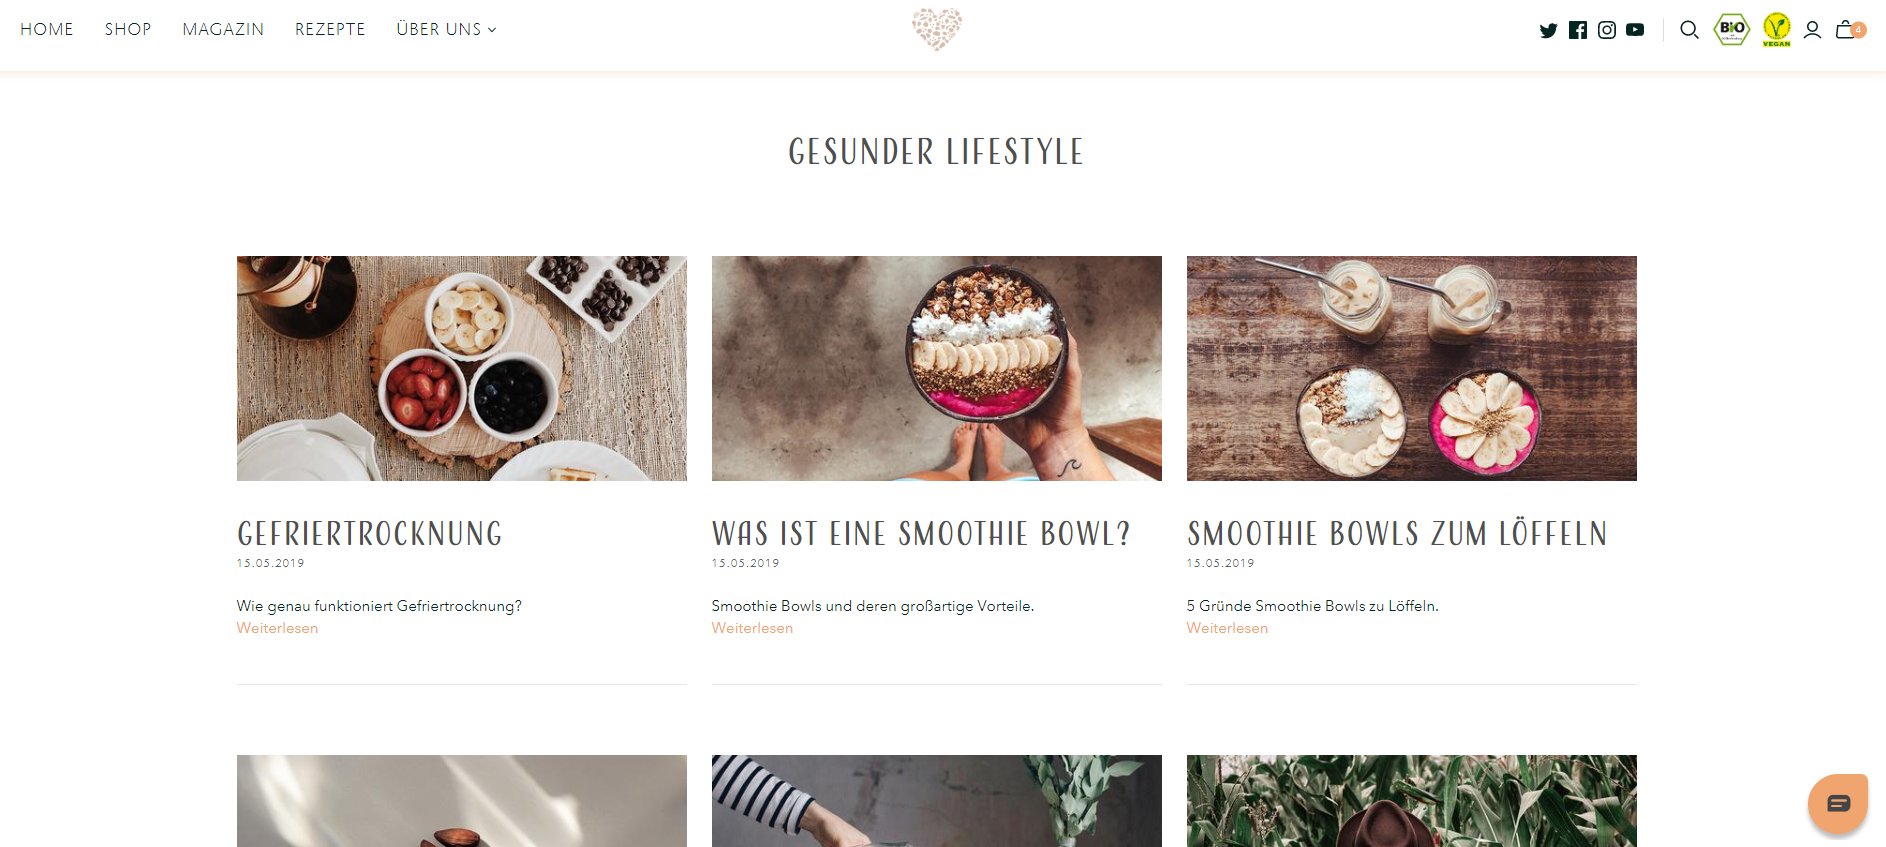 HOME SHOP MAGAZIN REZEPTE ÜBER UNS
BIO
VEGAN
4
GESUNDER LIFESTYLE
GEFRIERTROCKNUNG
15.05.2019
Wie genau funktioniert Gefriertrocknung?
Weiterlesen
WAS IST EINE SMOOTHIE BOWL?
15.05.2019
Smoothie Bowls und deren großartige Vorteile.
Weiterlesen
SMOOTHIE BOWLS ZUM LÖFFELN
15.05.2019
5 Gründe Smoothie Bowls zu Löffeln.
Weiterlesen